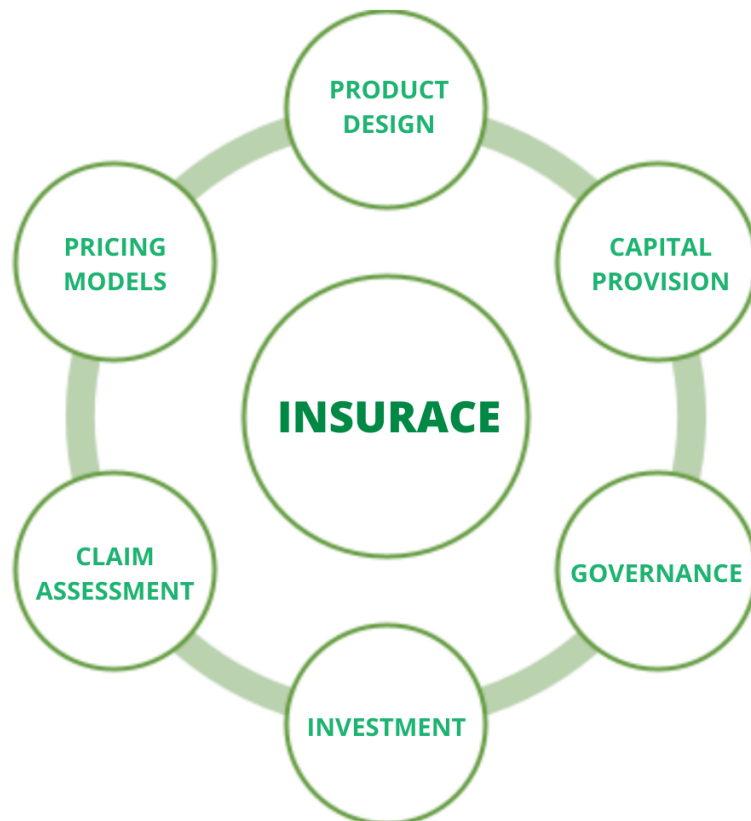 PRODUCT
DESIGN
PRICING
MODELS
CAPITAL
PROVISION
INSURACE
CLAIM
ASSESSMENT
GOVERNANCE
INVESTMENT